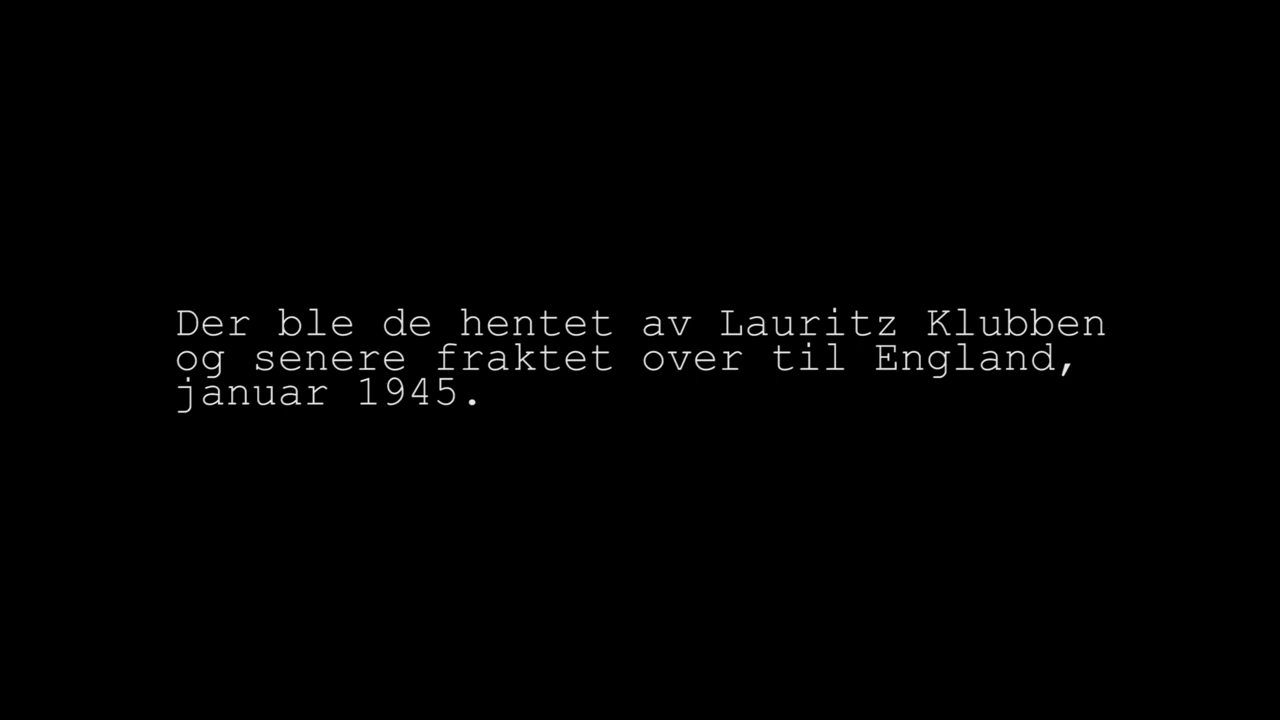 Der ble de hentet av Lauritz Klubben
og senere fraktet over til England,
januar 1945.